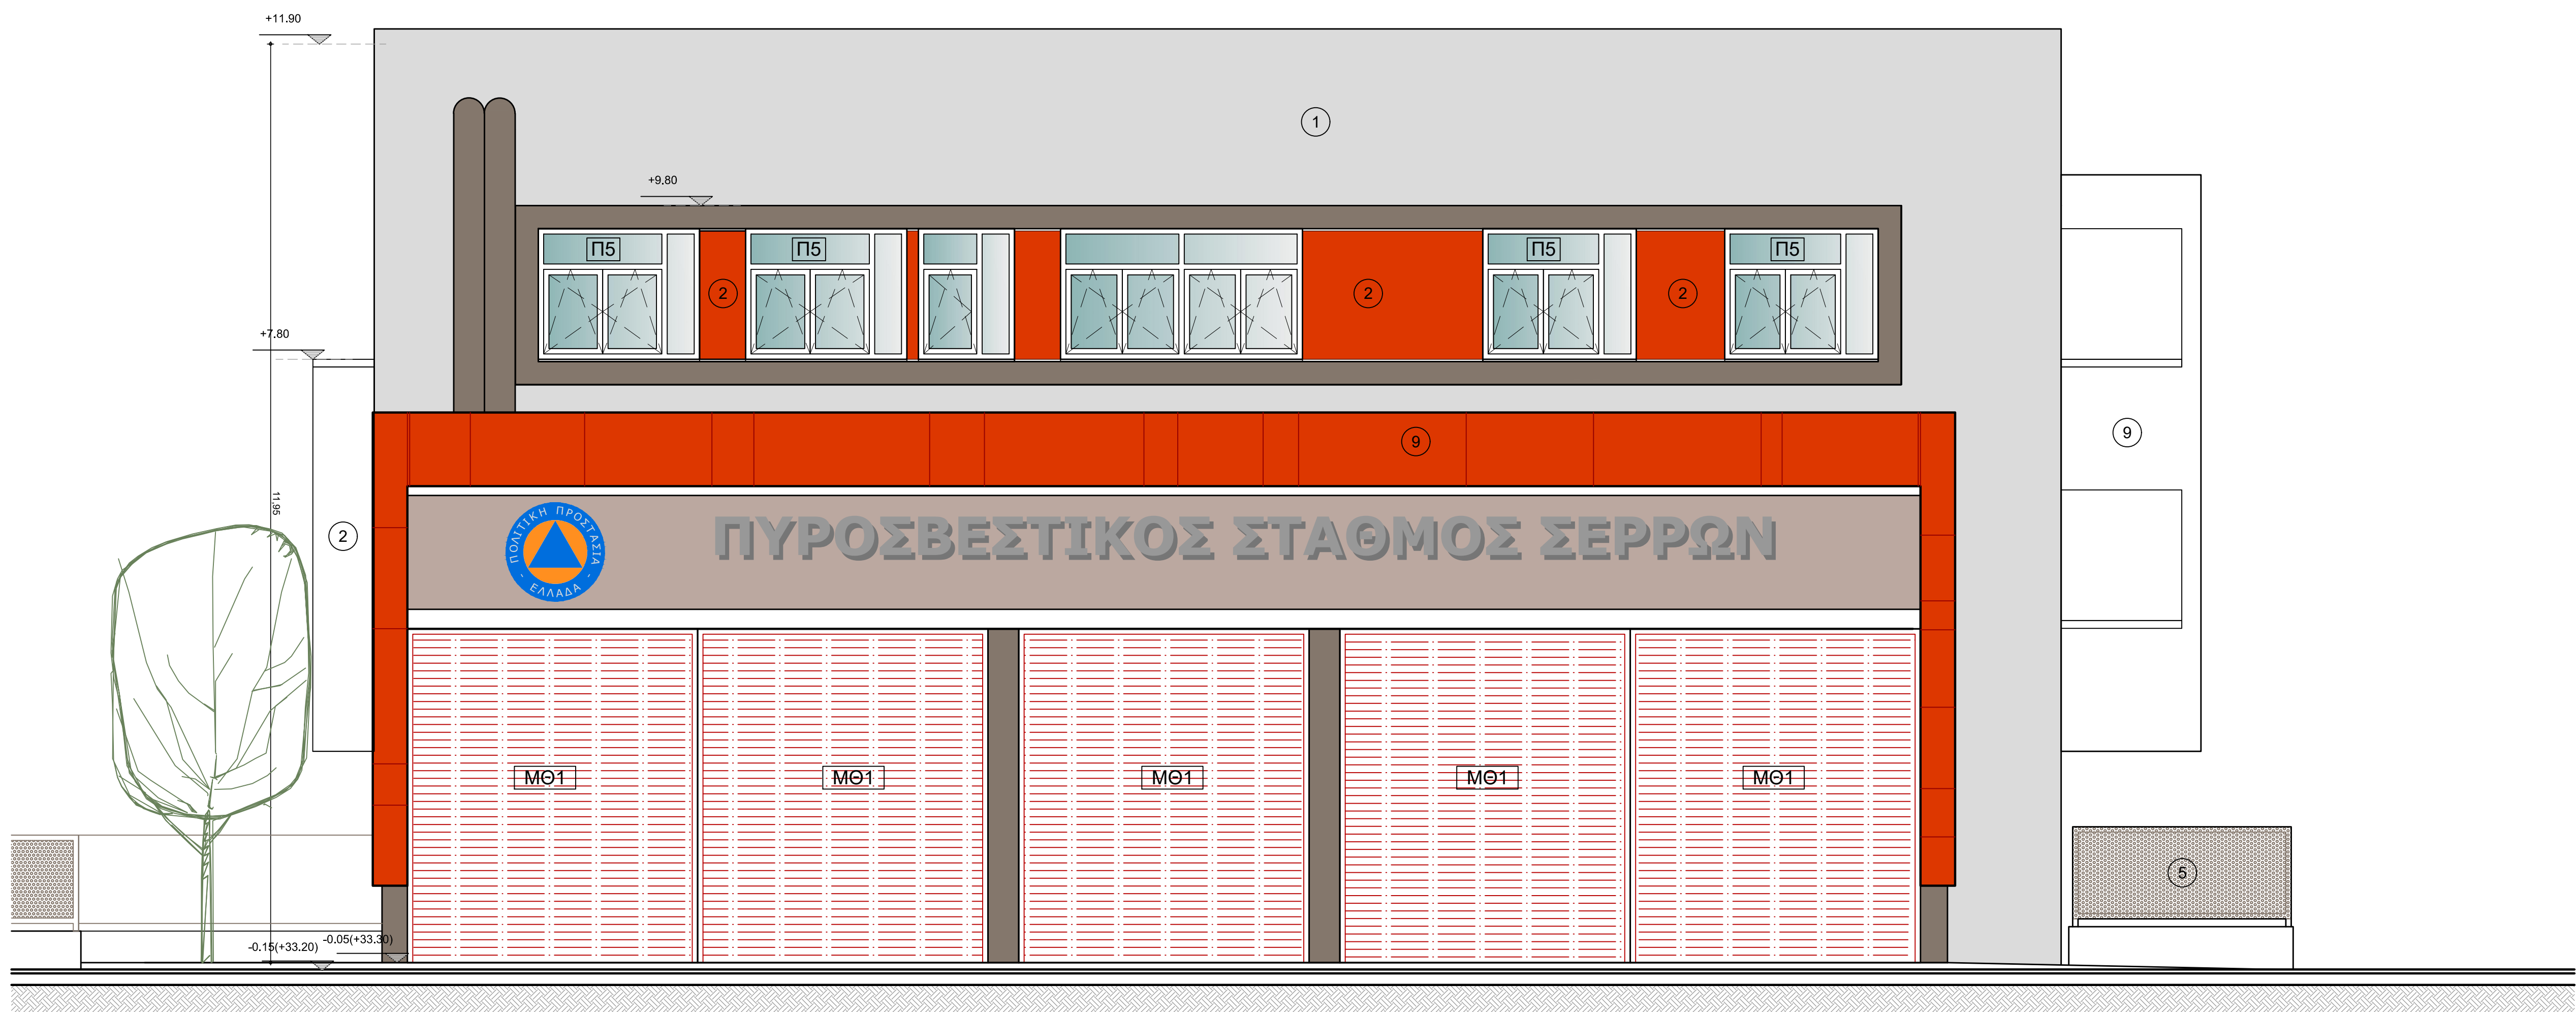 +11.90
1
+9.80
Π5
Π5
Π5
Π5
2
2
2
+7.80
9
9
11.95
2
ΠΟΛΙΤΙΚΗ ΠΡΟΣΤΑΣΙΑ
- ΕΛΛΑΔΑ -
ΠΥΡΟΣΒΕΣΤΙΚΟΣ ΣΤΑΘΜΟΣ ΣΕΡΡΩΝ
ΜΘ1
ΜΘ1
ΜΘ1
ΜΘ1
ΜΘ1
5
-0.15(+33.20)
-0.05(+33.30)